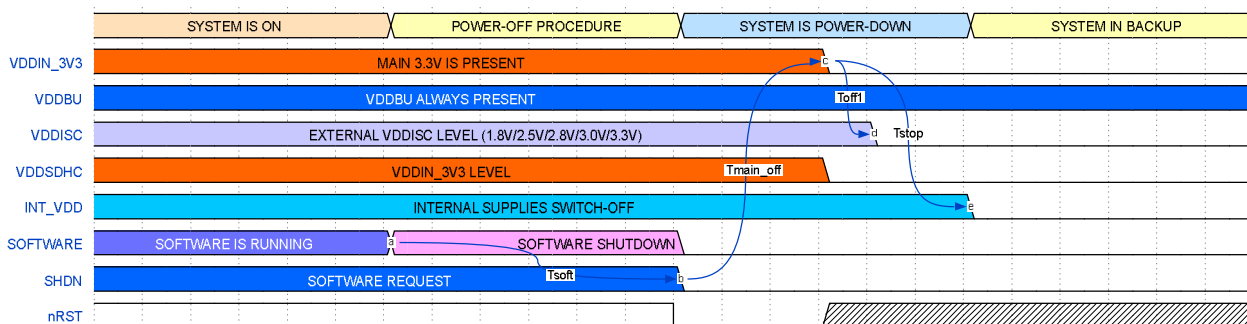 SYSTEM IS ON POWER-OFF PROCEDURE SYSTEM IS POWER-DOWN SYSTEM IN BACKUP
VDDIN_3V3 MAIN 3.3V IS PRESENT c
VDDBU VDDBU ALWAYS PRESENT Toff1
VDDISC EXTERNAL VDDISC LEVEL (1.8V/2.5V/2.8V/3.0V/3.3V) d Tstop
VDDSDHC VDDIN_3V3 LEVEL Tmain_off
INT_VDD INTERNAL SUPPLIES SWITCH-OFF e
SOFTWARE SOFTWARE IS RUNNING a SOFTWARE SHUTDOWN
SHDN SOFTWARE REQUEST Tsoft b
nRST